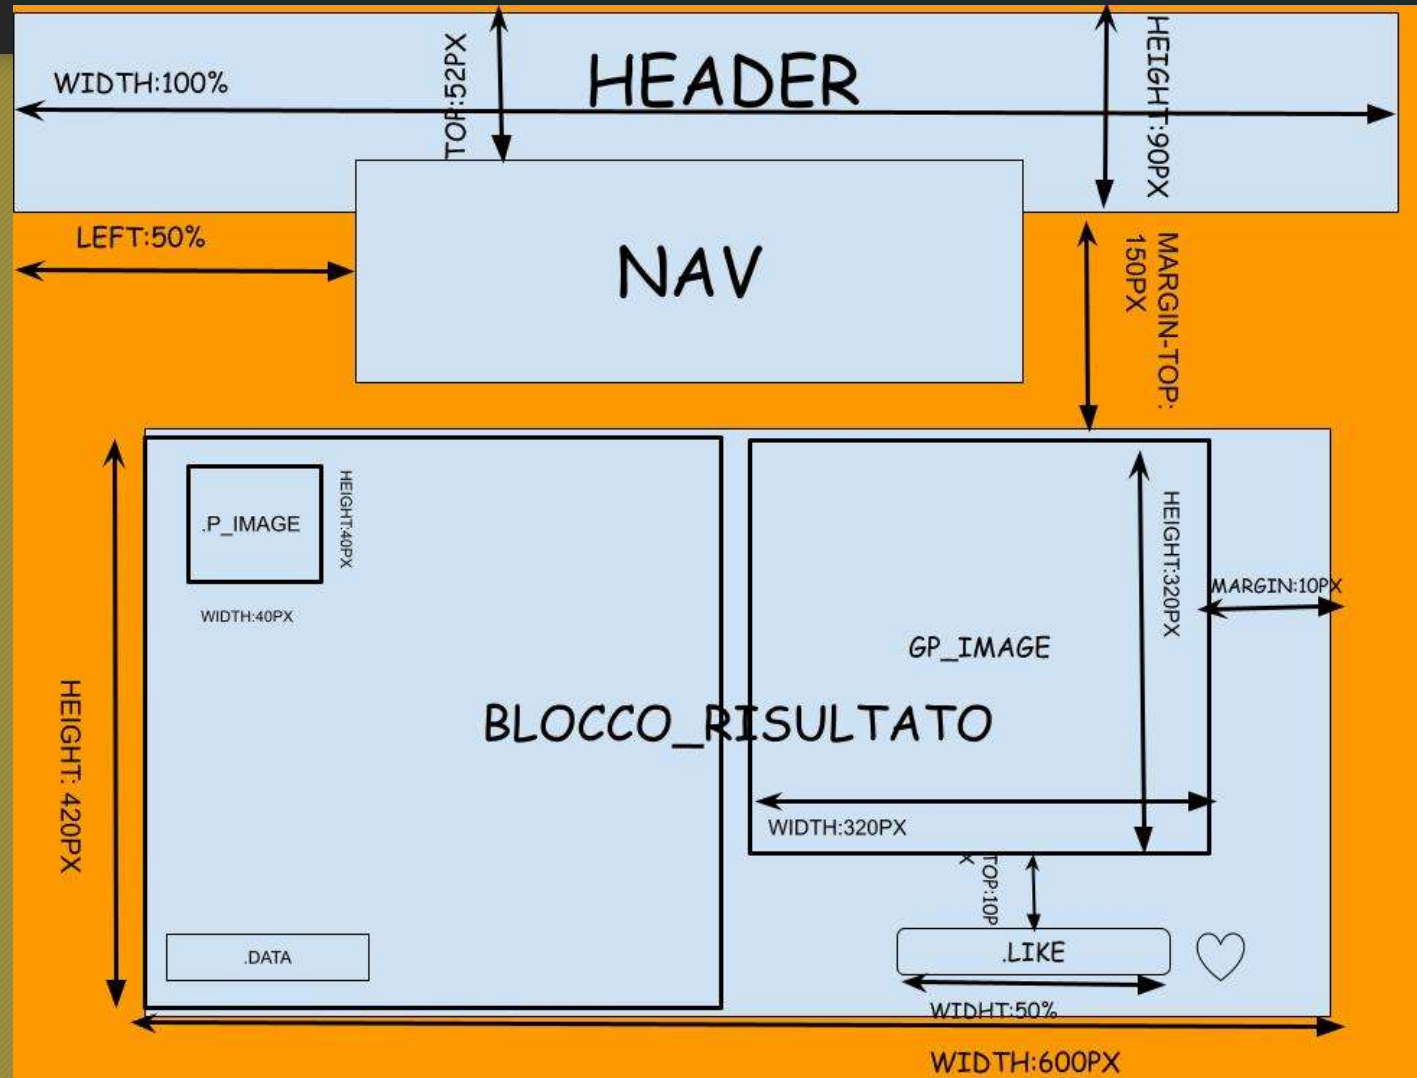 HEADER
WIDTH:100%
TOP:52PX
HEIGHT:90PX
LEFT:50%
NAV
MARGIN-TOP:
150PX
.P_IMAGE
HEIGHT:40PX
WIDTH:40PX
HEIGHT:320PX
MARGIN:10PX
GP_IMAGE
BLOCCO_RISULTATO
HEIGHT: 420PX
WIDTH:320PX
TOP:10P
X
.DATA
.LIKE
WIDHT:50%
WIDTH:600PX